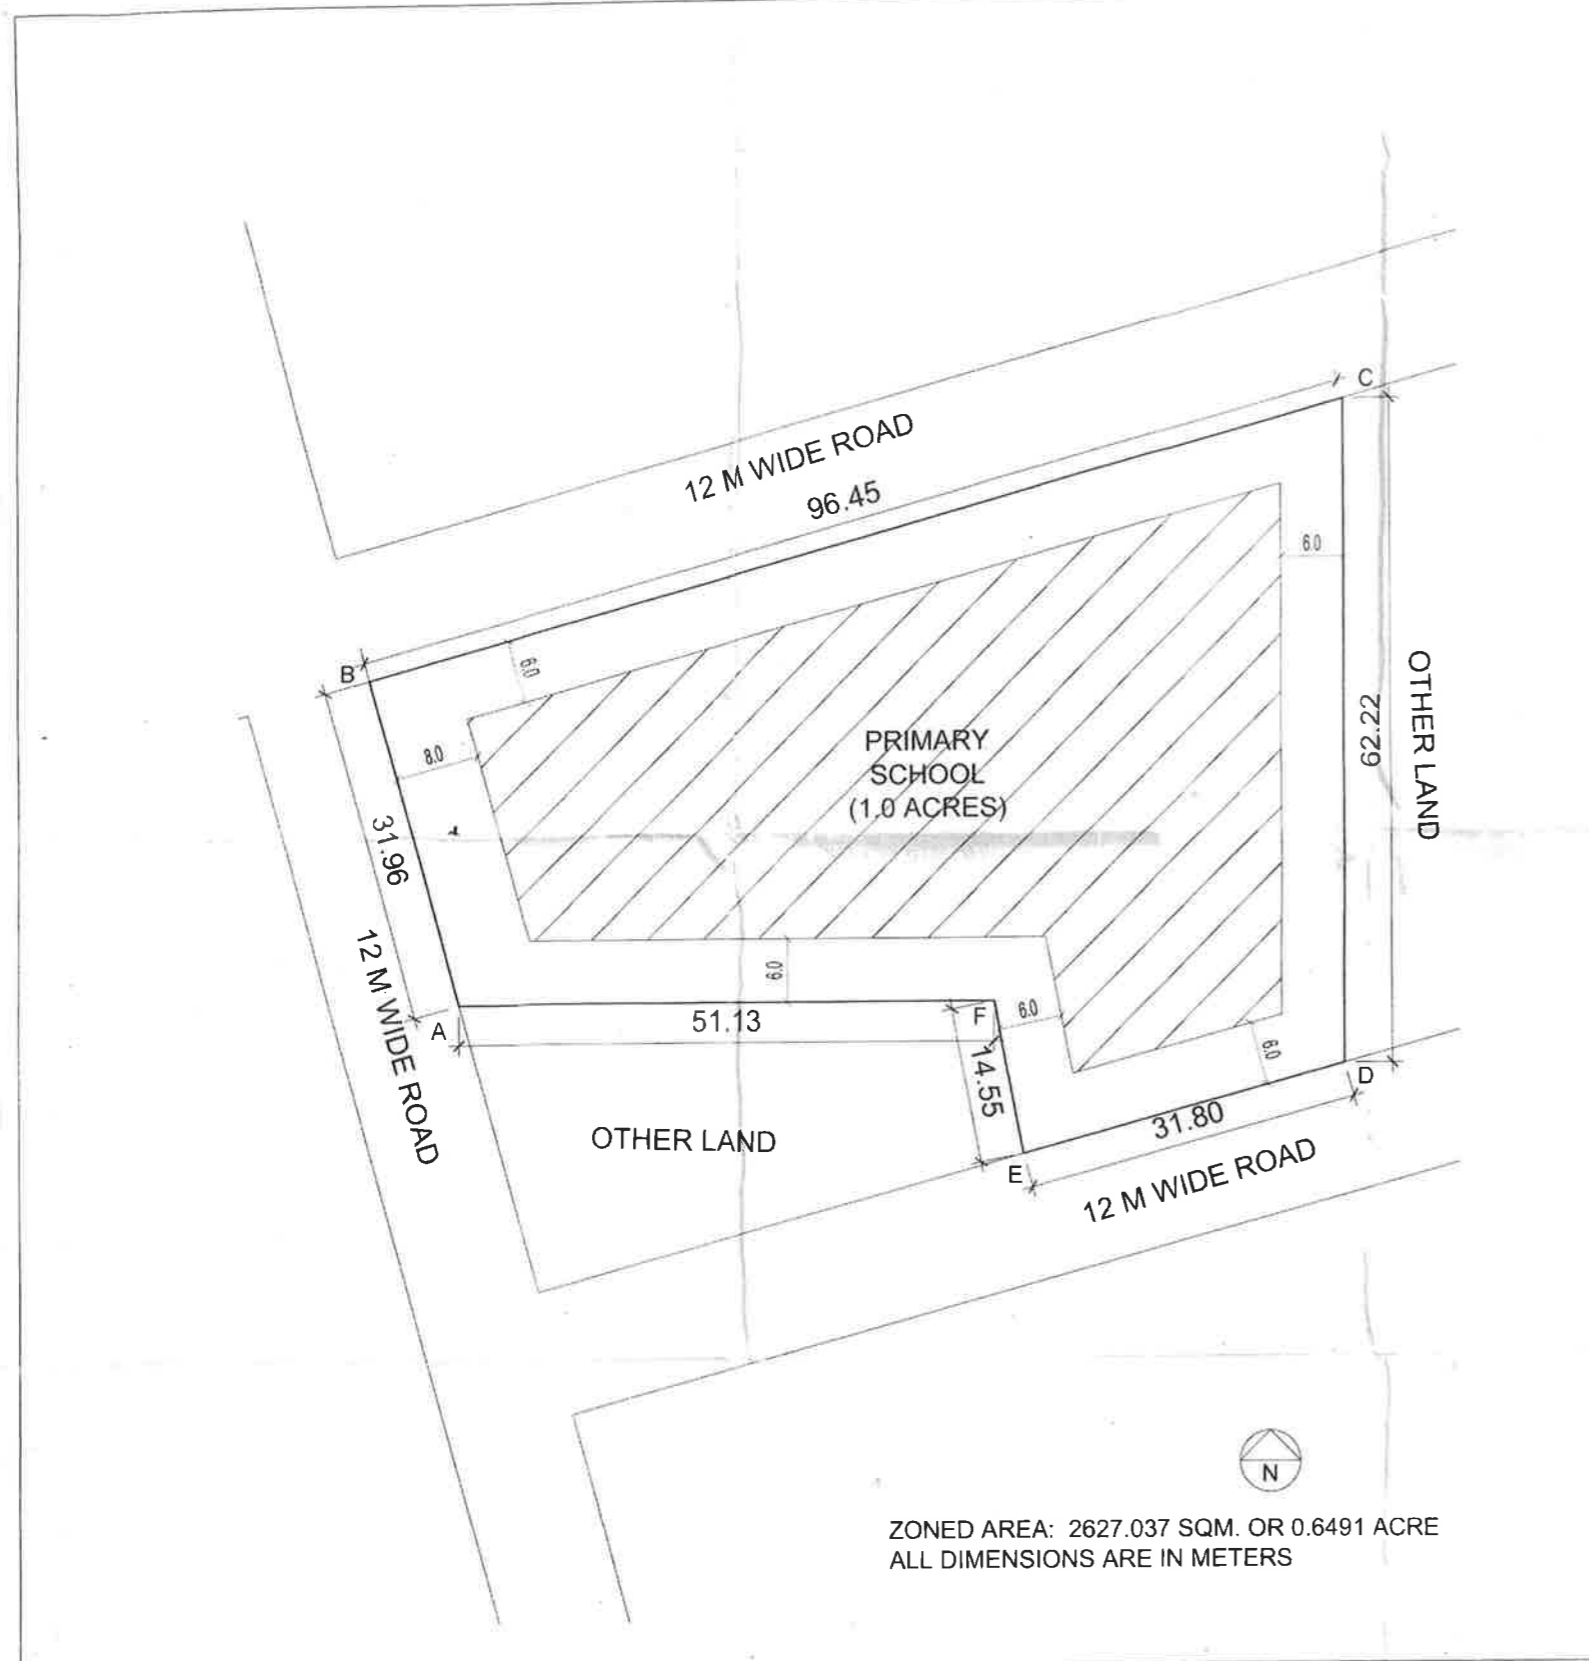 C
12 M WIDE ROAD
96.45
6.0
B
6.0
8.0
PRIMARY
SCHOOL
(1.0 ACRES)
OTHER LAND
62.22
31.96
12 M WIDE ROAD
6.0
A
51.13
F
6.0
14.55
6.0
D
OTHER LAND
31.80
E
12 M WIDE ROAD
N
ZONED AREA: 2627.037 SQM. OR 0.6491 ACRE
ALL DIMENSIONS ARE IN METERS